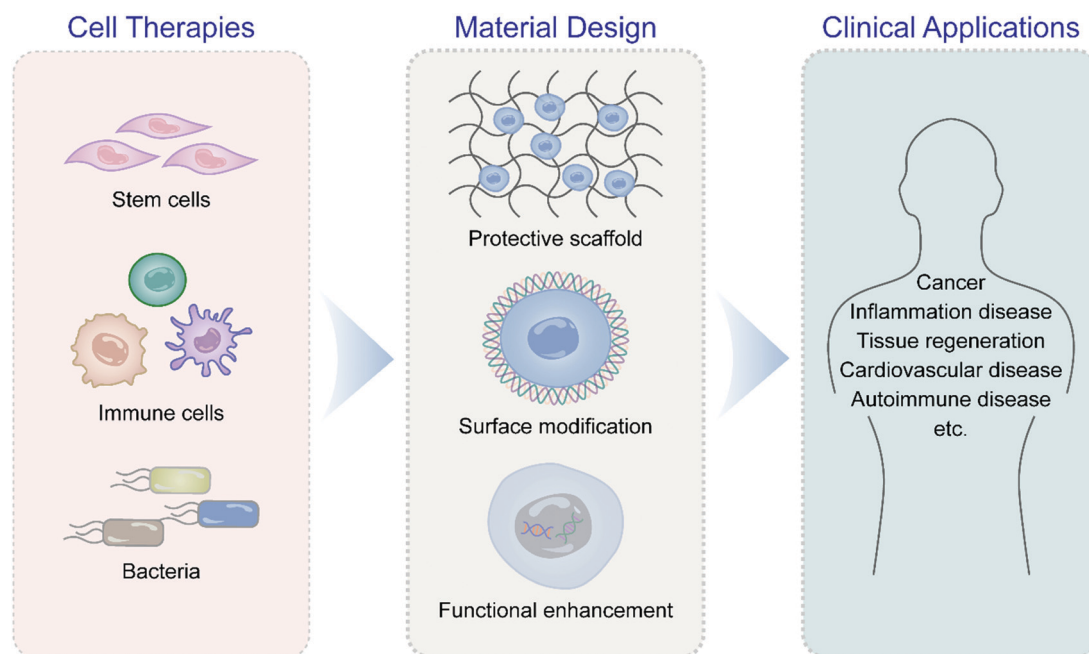 Cell Therapies
Stem cells
Immune cells
Bacteria
Material Design
Protective scaffold
Surface modification
Functional enhancement
Clinical Applications
Cancer
Inflammation disease
Tissue regeneration
Cardiovascular disease
Autoimmune disease
etc.